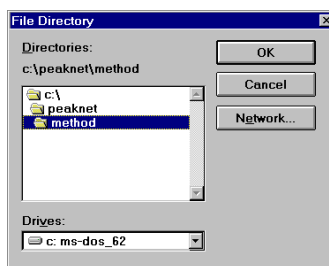 File Directory
Directories:
c:\peaknet\method
c:\
peaknet
method
Drives:
c: ms-dos_62
OK
Cancel
Network...